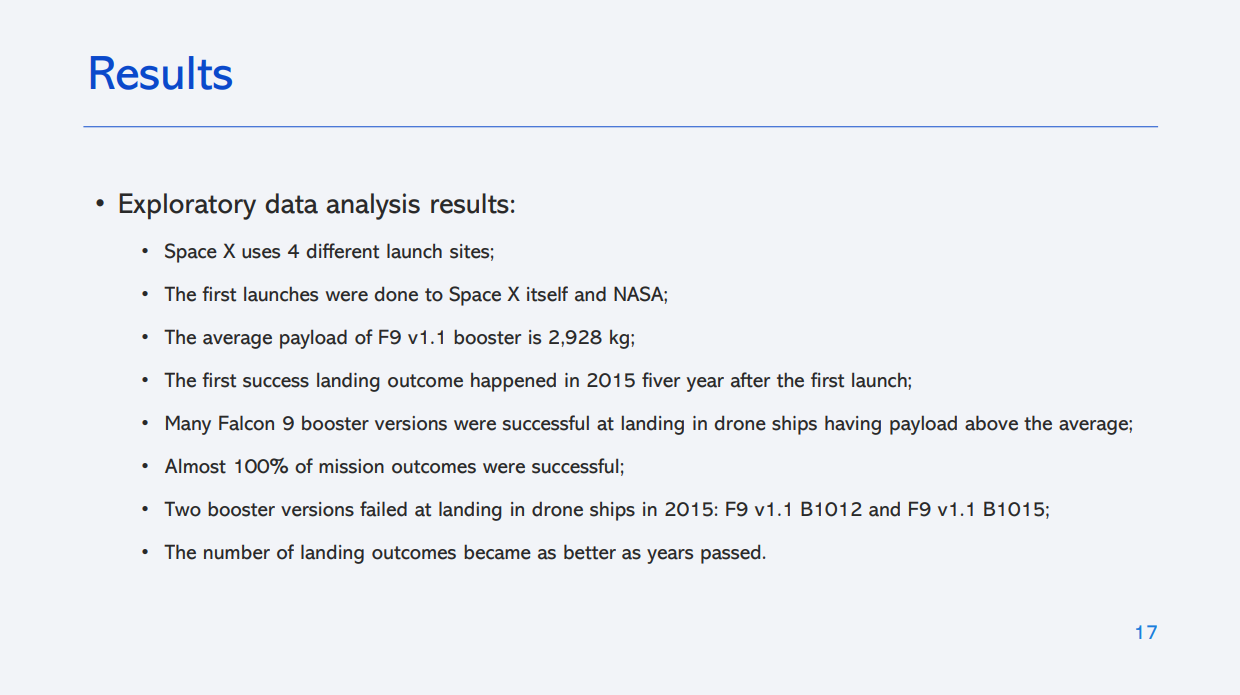 Results
• Exploratory data analysis results:
• Space X uses 4 different launch sites;
• The first launches were done to Space X itself and NASA;
• The average payload of F9 v1.1 booster is 2,928 kg;
• The first success landing outcome happened in 2015 fiver year after the first launch;
• Many Falcon 9 booster versions were successful at landing in drone ships having payload above the average;
• Almost 100% of mission outcomes were successful;
• Two booster versions failed at landing in drone ships in 2015: F9 v1.1 B1012 and F9 v1.1 B1015;
• The number of landing outcomes became as better as years passed.
17